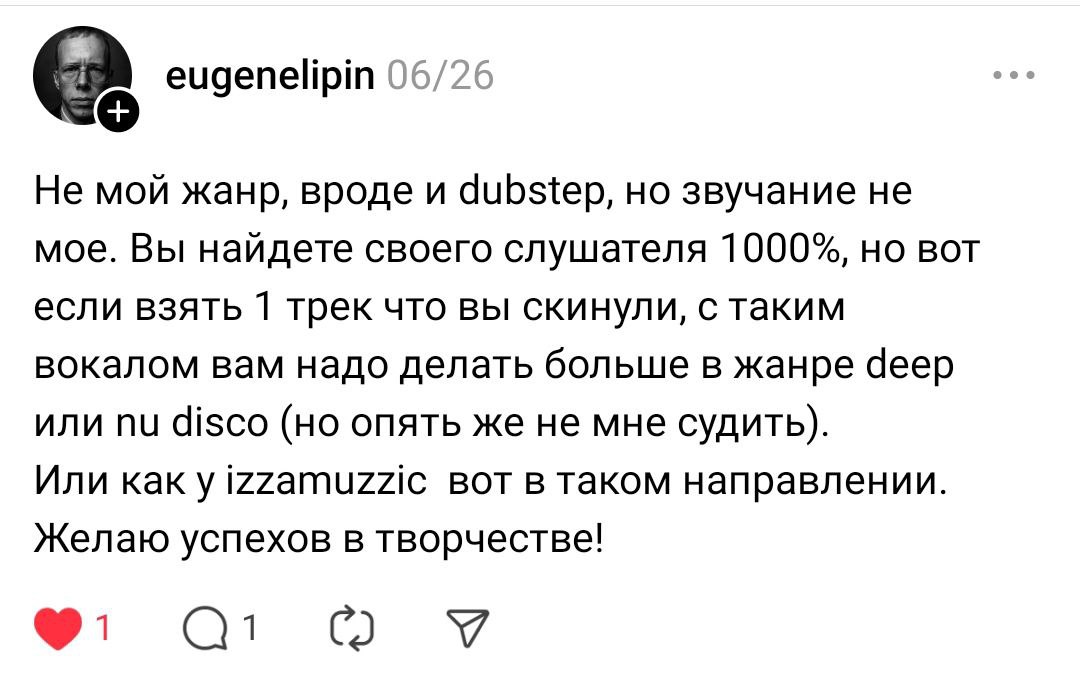 eugenelipin 06/26
Не мой жанр, вроде и dubstep, но звучание не
мое. Вы найдете своего слушателя 1000%, но вот
если взять 1 трек что вы скинули, с таким
вокалом вам надо делать больше в жанре deep
или nu disco (но опять же не мне судить).
Или как у izzamuzzic вот в таком направлении.
Желаю успехов в творчестве!
1 1